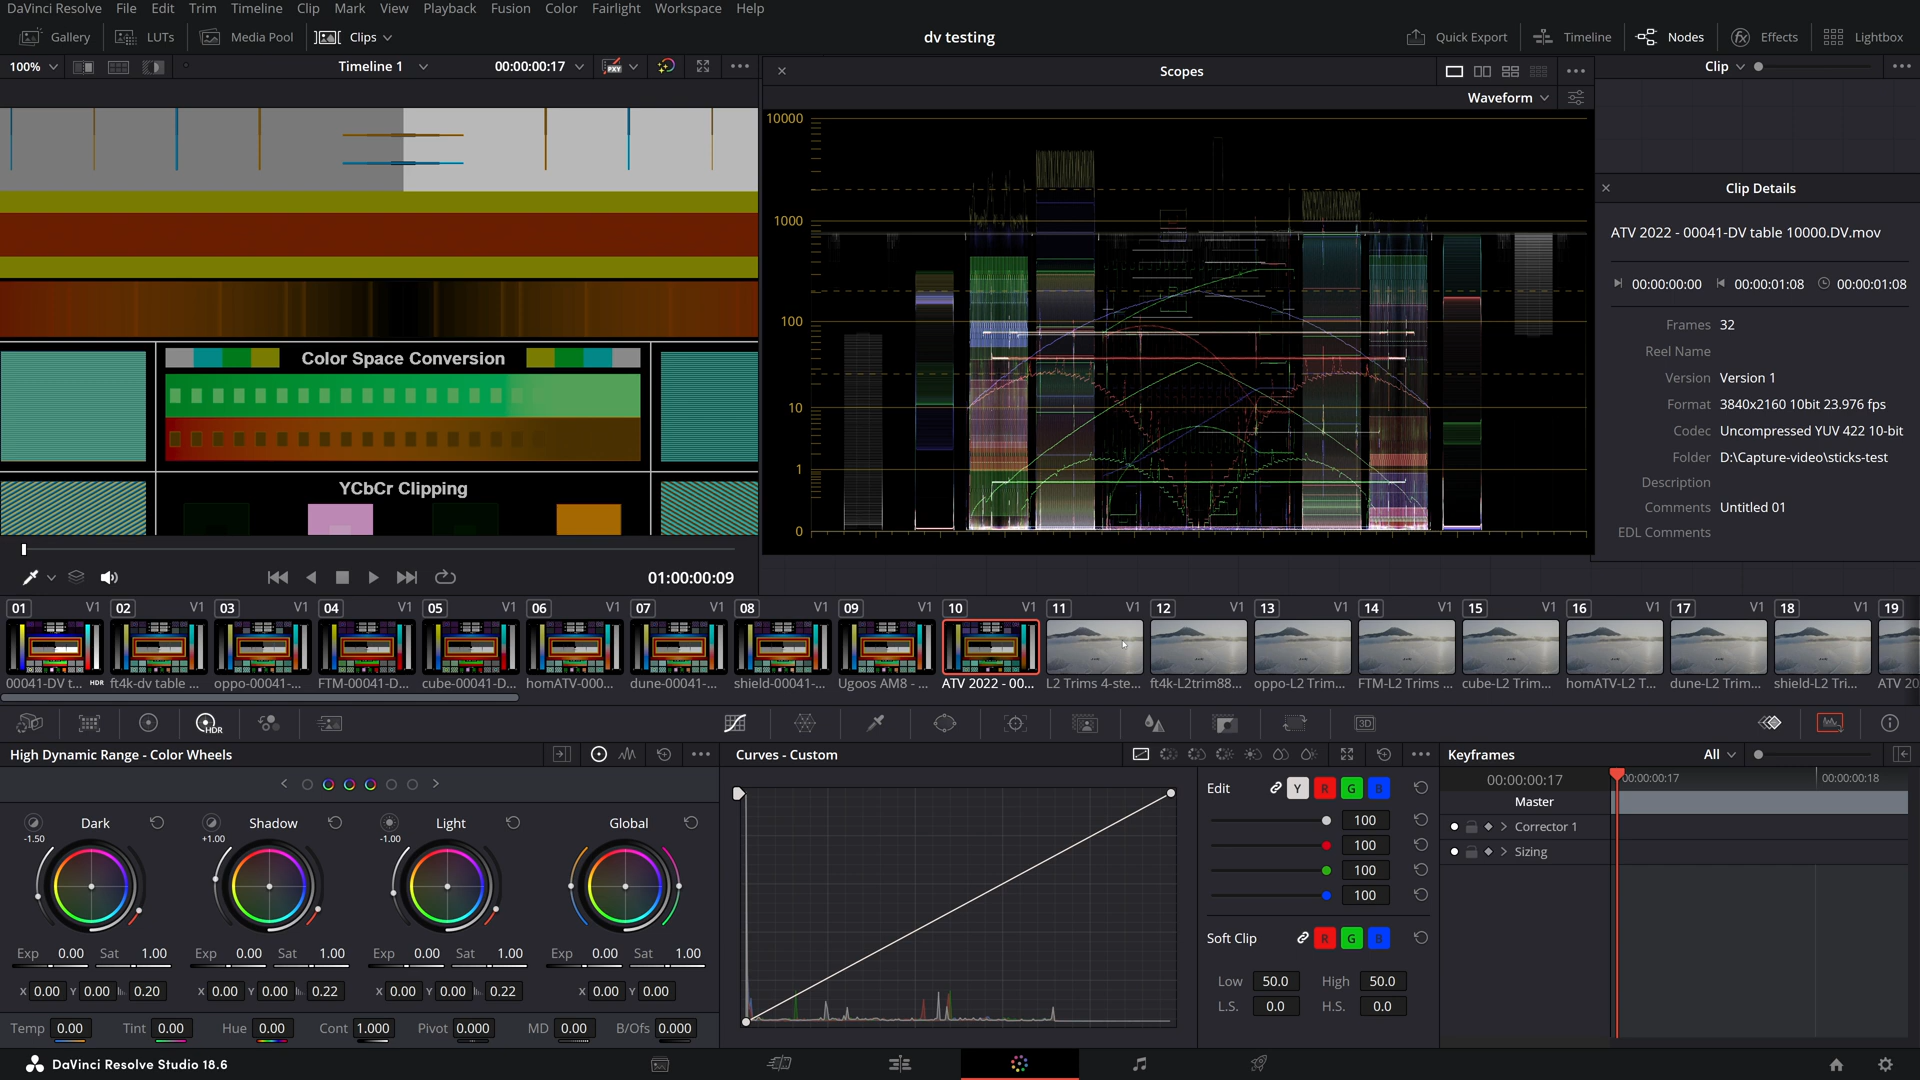 DaVinci Resolve File Edit Trim Timeline Clip Mark View Playback Fusion Color Fairlight Workspace Help
Gallery LUTs Media Pool Clips dv testing Quick Export Timeline Nodes Effects Lightbox
100% Timeline 1 00:00:00:17 Scopes Clip
Waveform
10000
1000
100
10
1
0
Color Space Conversion
YCbCr Clipping
Clip Details
ATV 2022 - 00041-DV table 10000.DV.mov
00:00:00:00 00:00:01:08 00:00:01:08
Frames 32
Reel Name
Version Version 1
Format 3840x2160 10bit 23.976 fps
Codec Uncompressed YUV 422 10-bit
Folder D:\Capture-video\sticks-test
Description
Comments Untitled 01
EDL Comments
01:00:00:09
01 V1 02 V1 03 V1 04 V1 05 V1 06 V1 07 V1 08 V1 09 V1 10 V1 11 V1 12 V1 13 V1 14 V1 15 V1 16 V1 17 V1 18 V1 19
00041-DV t... HDR ft4k-dv table ... oppo-00041-... FTM-00041-D... cube-00041-D... homATV-000... dune-00041-... shield-00041-... Ugoos AM8 - ... ATV 2022 - 00... L2 Trims 4-ste... ft4k-L2trim88... oppo-L2 Trim... FTM-L2 Trims ... cube-L2 Trim... homATV-L2 T... dune-L2 Trim... shield-L2 Tri... ATV 20
HDR 3D
High Dynamic Range - Color Wheels
Dark Shadow Light Global
-1.50 +1.00 -1.00
Exp 0.00 Sat 1.00 Exp 0.00 Sat 1.00 Exp 0.00 Sat 1.00 Exp 0.00 Sat 1.00
X 0.00 Y 0.00 0.20 X 0.00 Y 0.00 0.22 X 0.00 Y 0.00 0.22 X 0.00 Y 0.00
Temp 0.00 Tint 0.00 Hue 0.00 Cont 1.000 Pivot 0.000 MD 0.00 B/Ofs 0.000
Curves - Custom
Edit Y R G B
100
100
100
100
Soft Clip R G B
Low 50.0 High 50.0
L.S. 0.0 H.S. 0.0
Keyframes All
00:00:00:17 00:00:00:17 00:00:00:18
Master
Corrector 1
Sizing
DaVinci Resolve Studio 18.6